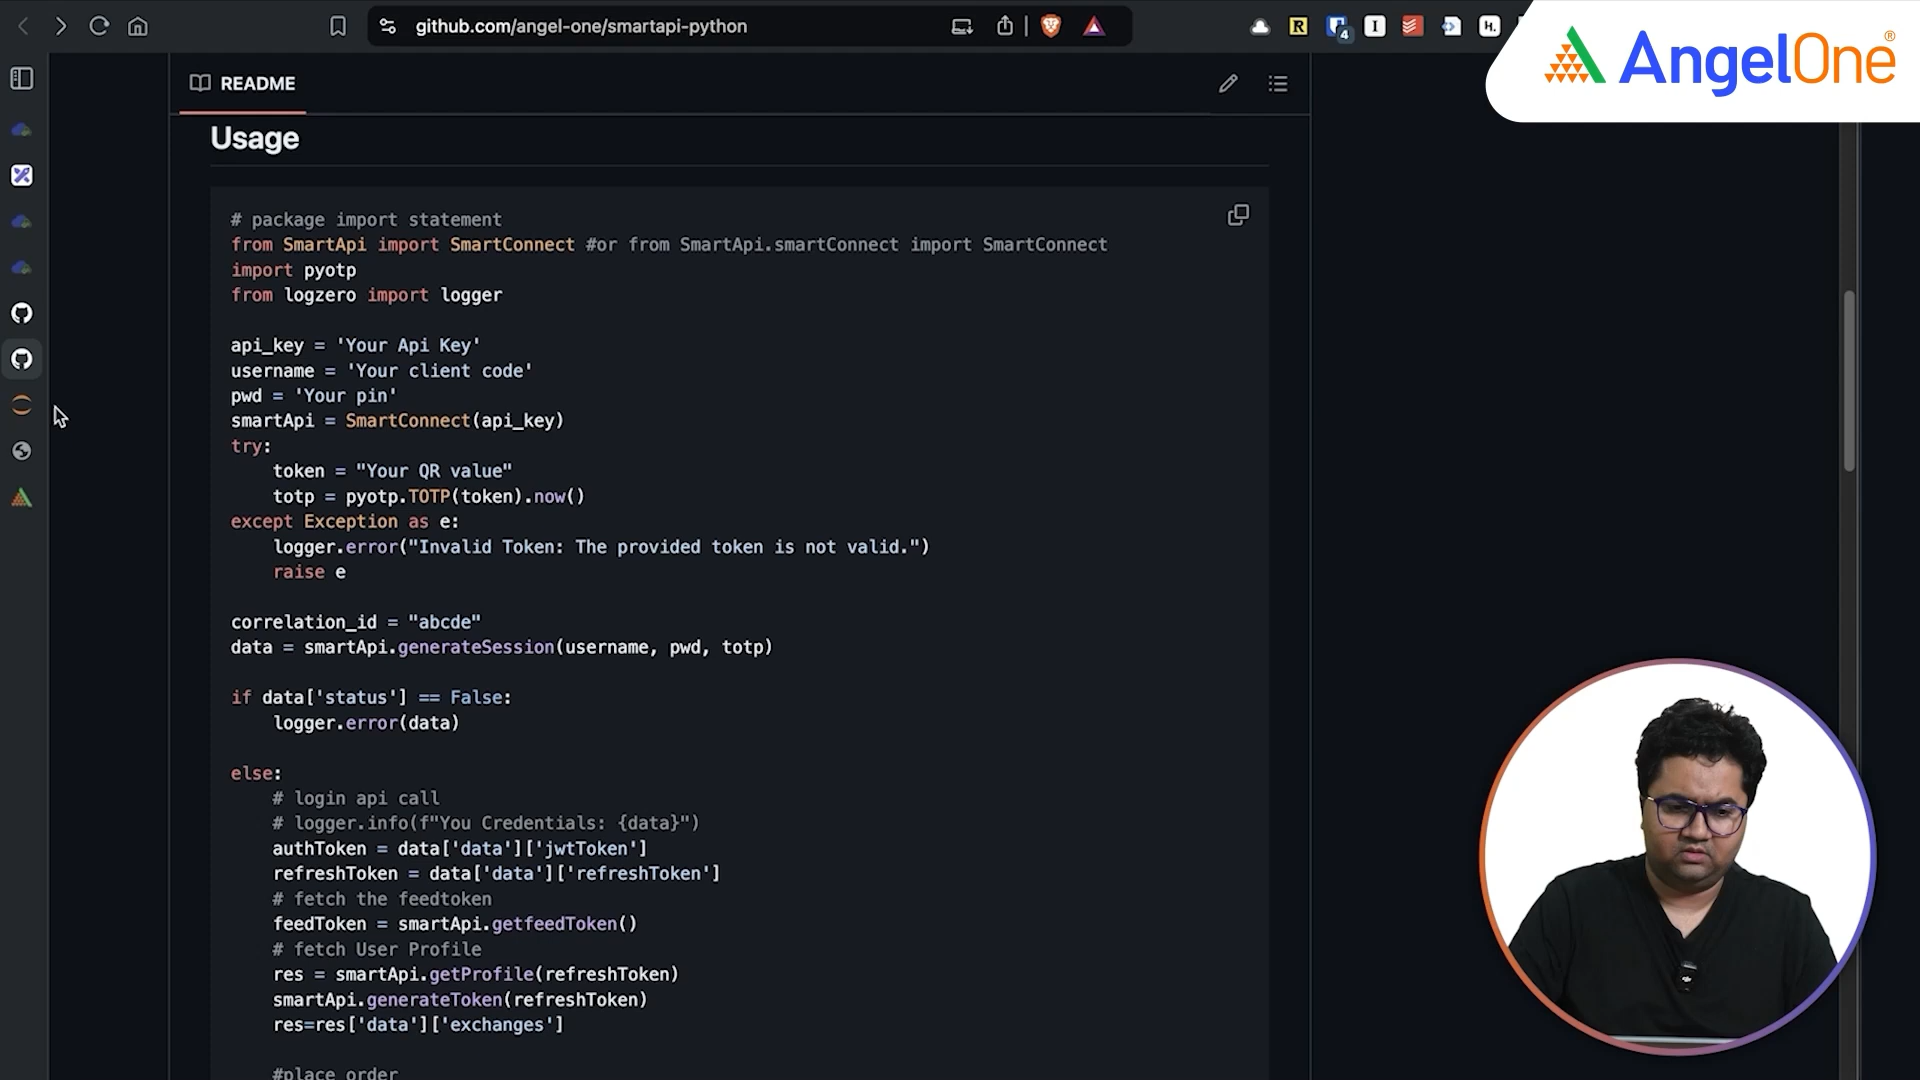 github.com/angel-one/smartapi-python
4
AngelOne®
README
Usage
# package import statement
from SmartApi import SmartConnect #or from SmartApi.smartConnect import SmartConnect
import pyotp
from logzero import logger
api_key = 'Your Api Key'
username = 'Your client code'
pwd = 'Your pin'
smartApi = SmartConnect(api_key)
try:
    token = "Your QR value"
    totp = pyotp.TOTP(token).now()
except Exception as e:
    logger.error("Invalid Token: The provided token is not valid.")
    raise e
correlation_id = "abcde"
data = smartApi.generateSession(username, pwd, totp)
if data['status'] == False:
    logger.error(data)
else:
    # login api call
    # logger.info(f"You Credentials: {data}")
    authToken = data['data']['jwtToken']
    refreshToken = data['data']['refreshToken']
    # fetch the feedtoken
    feedToken = smartApi.getfeedToken()
    # fetch User Profile
    res = smartApi.getProfile(refreshToken)
    smartApi.generateToken(refreshToken)
    res=res['data']['exchanges']
    #place order